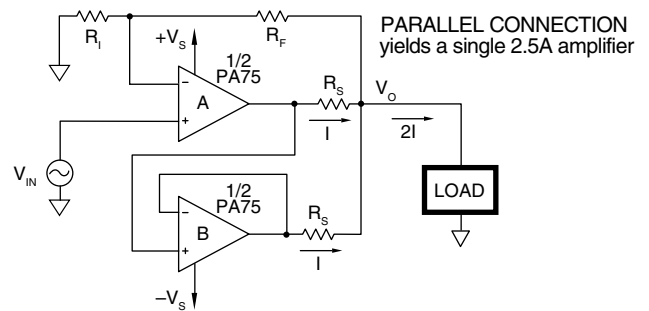 PARALLEL CONNECTION
yields a single 2.5A amplifier
R_I
+V_S
R_F
1/2
PA75
−
A
+
R_S
I
V_O
2I
V_IN
LOAD
1/2
PA75
−
B
+
R_S
I
−V_S